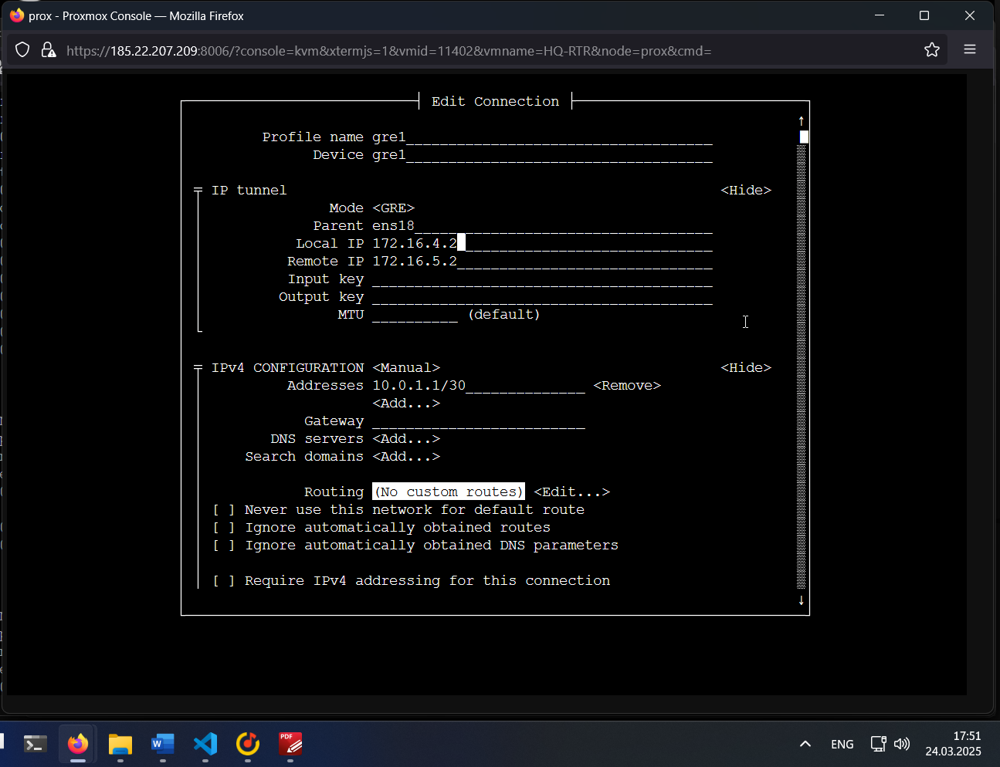 prox - Proxmox Console — Mozilla Firefox
https://185.22.207.209:8006/?console=kvm&xtermjs=1&vmid=11402&vmname=HQ-RTR&node=prox&cmd=
Edit Connection
Profile name gre1
Device gre1
IP tunnel <Hide>
Mode <GRE>
Parent ens18
Local IP 172.16.4.2
Remote IP 172.16.5.2
Input key
Output key
MTU (default)
IPv4 CONFIGURATION <Manual> <Hide>
Addresses 10.0.1.1/30 <Remove>
<Add...>
Gateway
DNS servers <Add...>
Search domains <Add...>
Routing (No custom routes) <Edit...>
[ ] Never use this network for default route
[ ] Ignore automatically obtained routes
[ ] Ignore automatically obtained DNS parameters
[ ] Require IPv4 addressing for this connection
PDF
ENG
17:51
24.03.2025